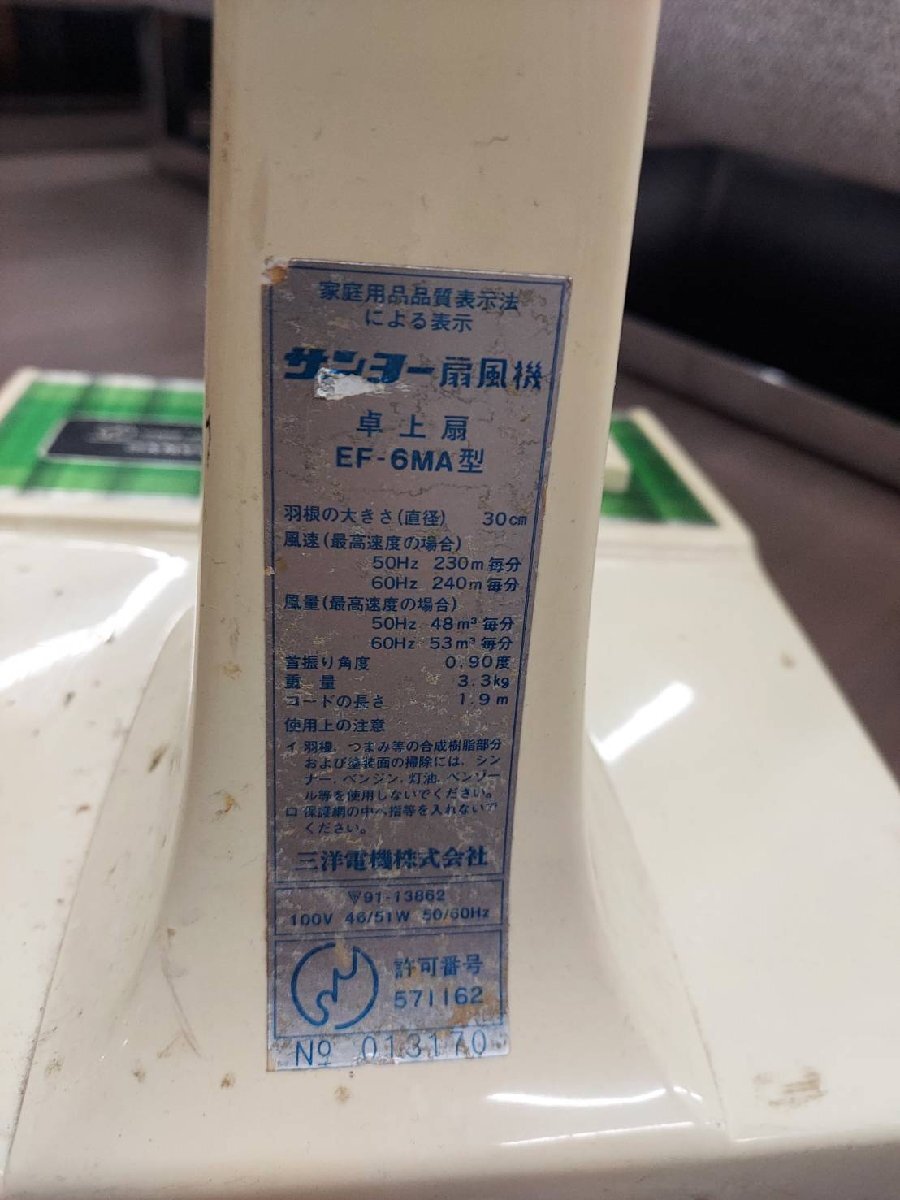 家庭用品品質表示法
による表示
サンヨー扇風機
卓上扇
EF-6MA型
羽根の大きさ(直径) 30cm
風速(最高速度の場合)
50Hz 230m毎分
60Hz 240m毎分
風量(最高速度の場合)
50Hz 48m³毎分
60Hz 53m³毎分
首振り角度 0.90度
重量 3.3kg
コードの長さ 1.9m
使用上の注意
イ 羽根、つまみ等の合成樹脂部分
および塗装面の掃除には、シン
ナー、ベンジン、灯油、ベンゾー
ル等を使用しないでください。
ロ 保護網の中へ指等を入れないで
ください。
三洋電機株式会社
91-13862
100V 46/51W 50/60Hz
許可番号
571162
No 013170